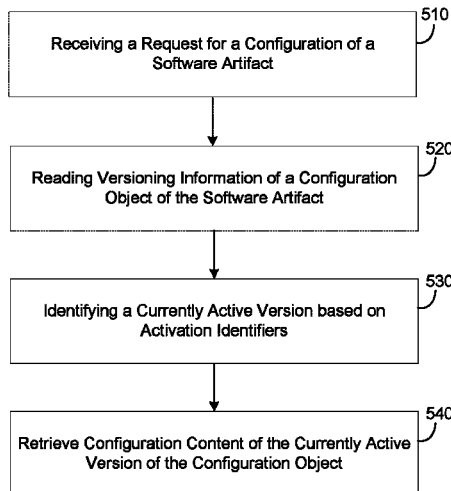 510
Receiving a Request for a Configuration of a
Software Artifact
520
Reading Versioning Information of a Configuration
Object of the Software Artifact
530
Identifying a Currently Active Version based on
Activation Identifiers
540
Retrieve Configuration Content of the Currently Active
Version of the Configuration Object